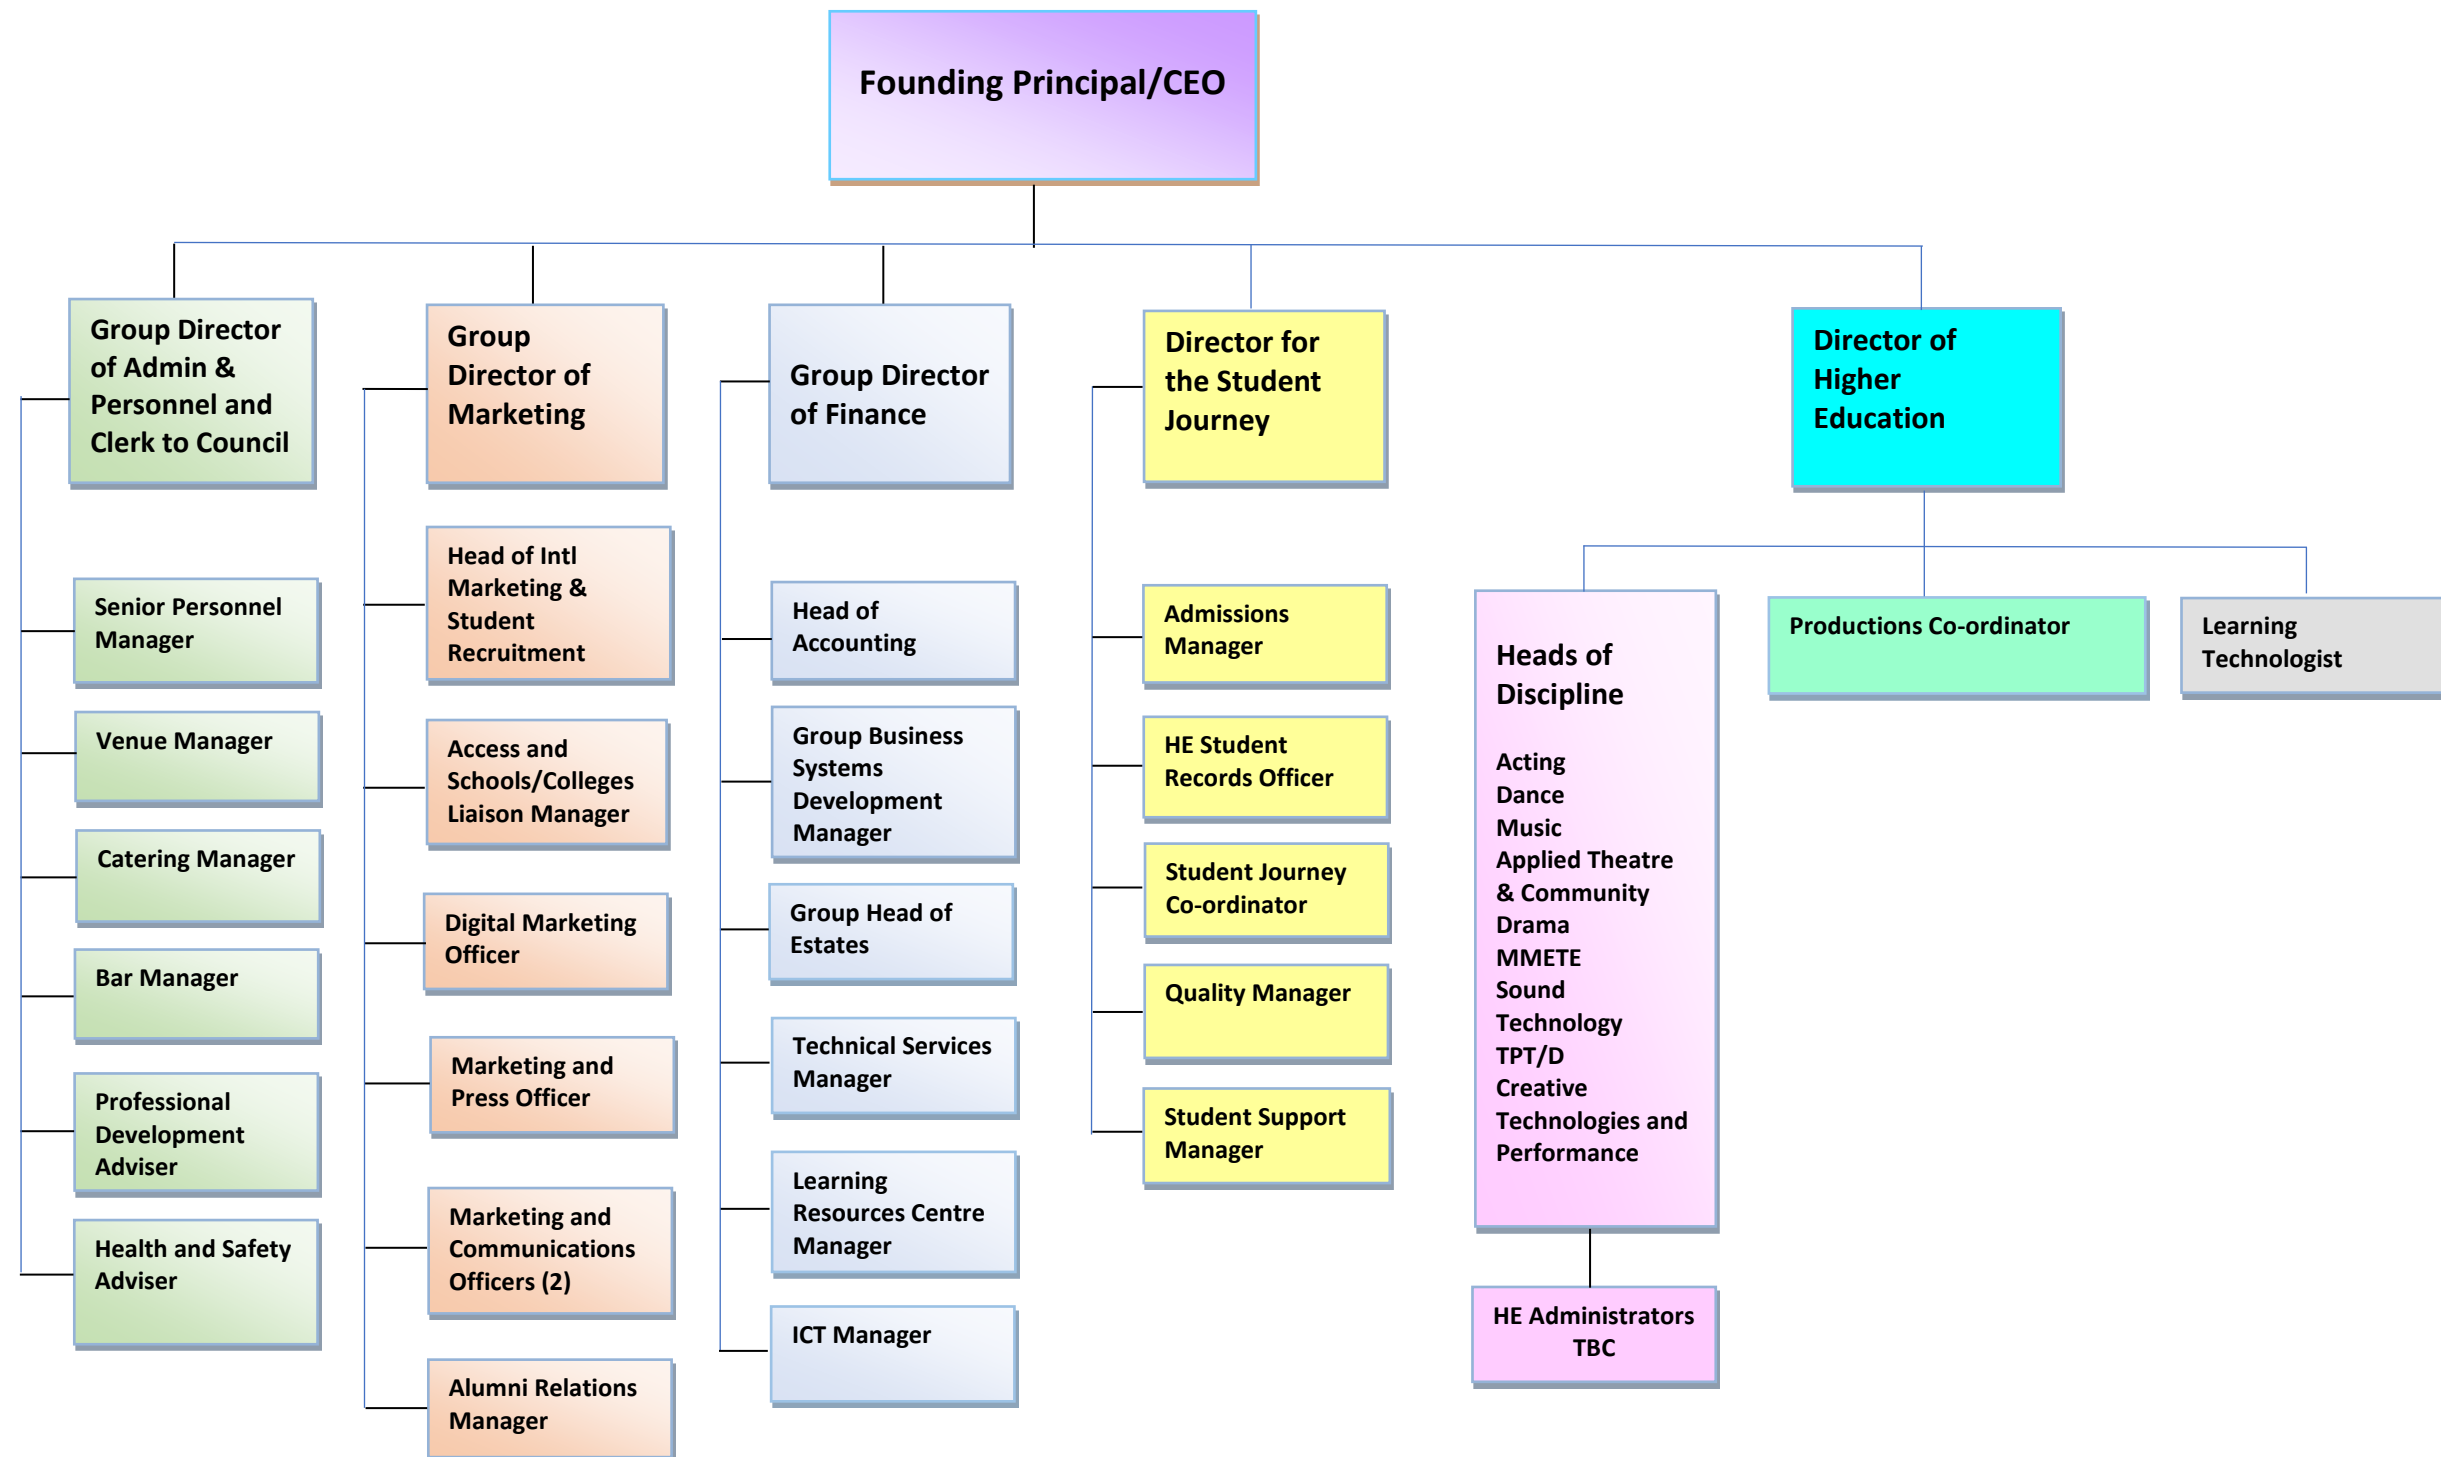 Founding Principal/CEO
Group Director
of Admin &
Personnel and
Clerk to Council
Group
Director of
Marketing
Group Director
of Finance
Director for
the Student
Journey
Director of
Higher
Education
Senior Personnel
Manager
Venue Manager
Catering Manager
Bar Manager
Professional
Development
Adviser
Health and Safety
Adviser
Head of Intl
Marketing &
Student
Recruitment
Access and
Schools/Colleges
Liaison Manager
Digital Marketing
Officer
Marketing and
Press Officer
Marketing and
Communications
Officers (2)
Alumni Relations
Manager
Head of
Accounting
Group Business
Systems
Development
Manager
Group Head of
Estates
Technical Services
Manager
Learning
Resources Centre
Manager
ICT Manager
Admissions
Manager
HE Student
Records Officer
Student Journey
Co-ordinator
Quality Manager
Student Support
Manager
Heads of
Discipline
Acting
Dance
Music
Applied Theatre
& Community
Drama
MMETE
Sound
Technology
TPT/D
Creative
Technologies and
Performance
HE Administrators
TBC
Productions Co-ordinator
Learning
Technologist